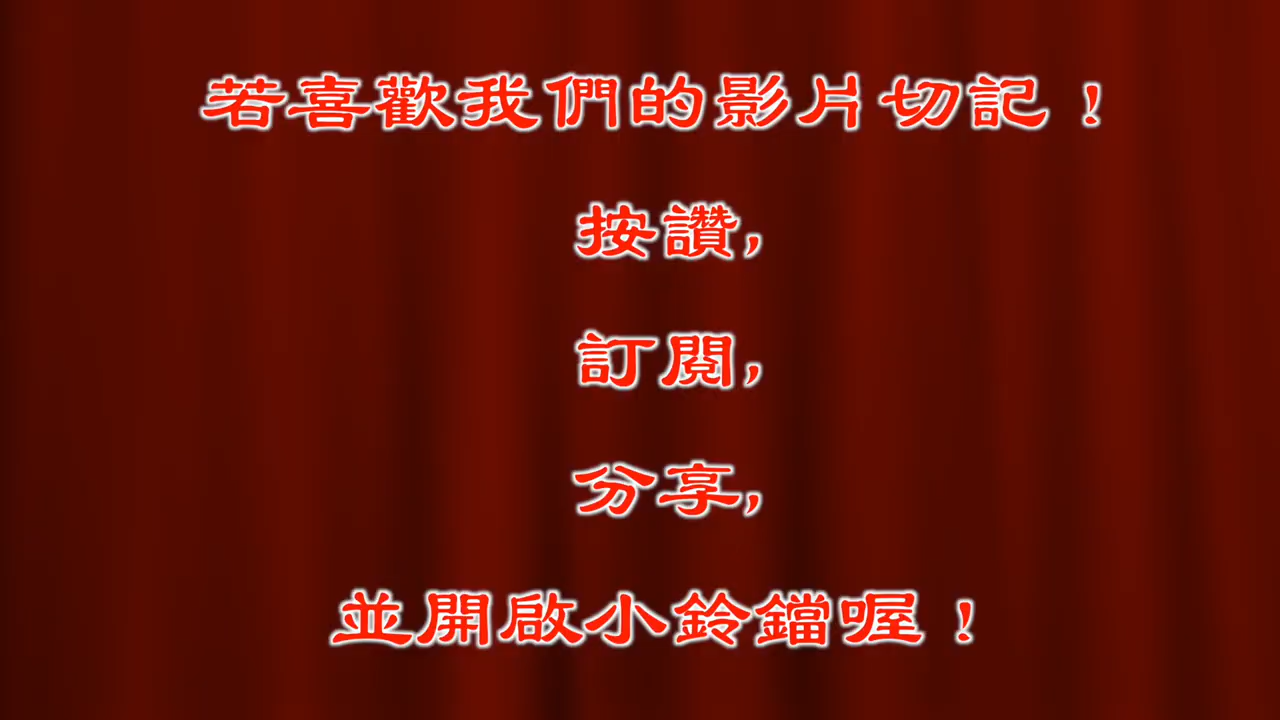 若喜歡我們的影片切記！
按讚,
訂閱,
分享,
並開啟小鈴鐺喔！